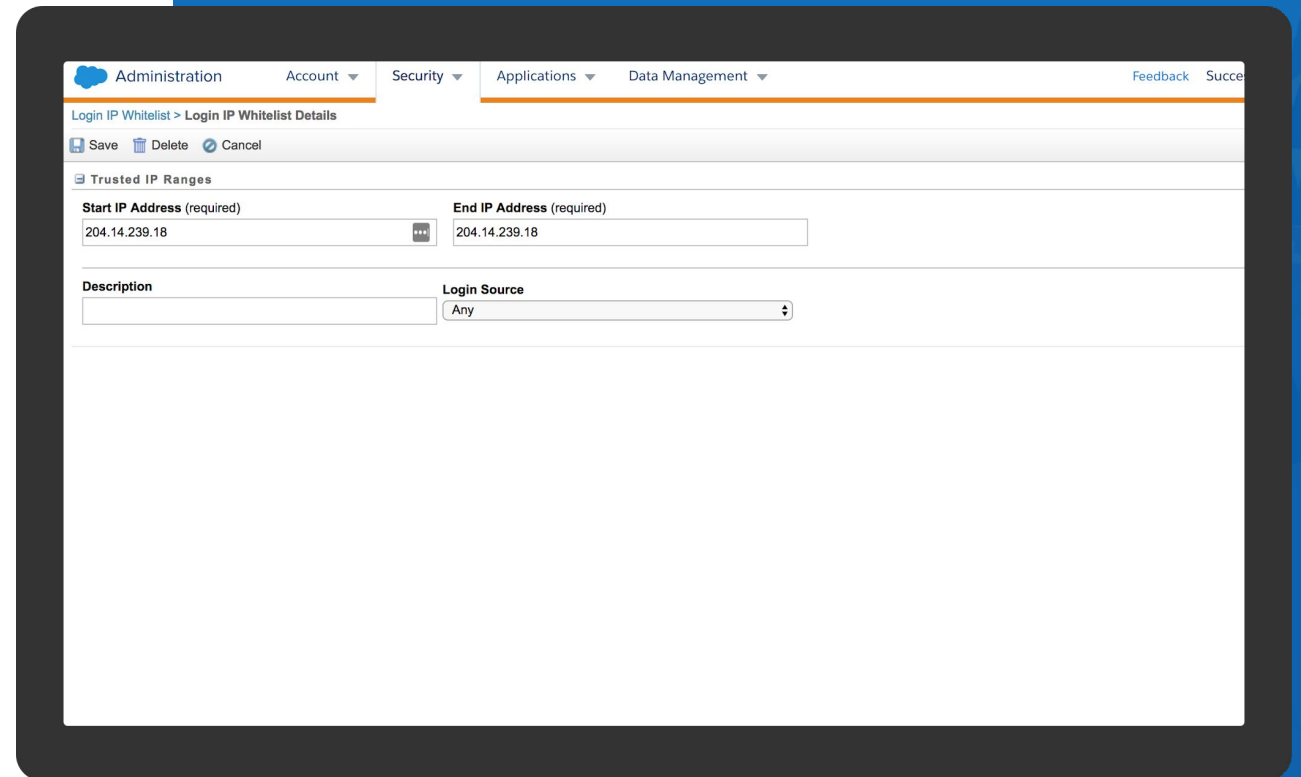 Administration Account Security Applications Data Management Feedback Succe
Login IP Whitelist > Login IP Whitelist Details
Save Delete Cancel
Trusted IP Ranges
Start IP Address (required) End IP Address (required)
204.14.239.18 204.14.239.18
Description Login Source
Any